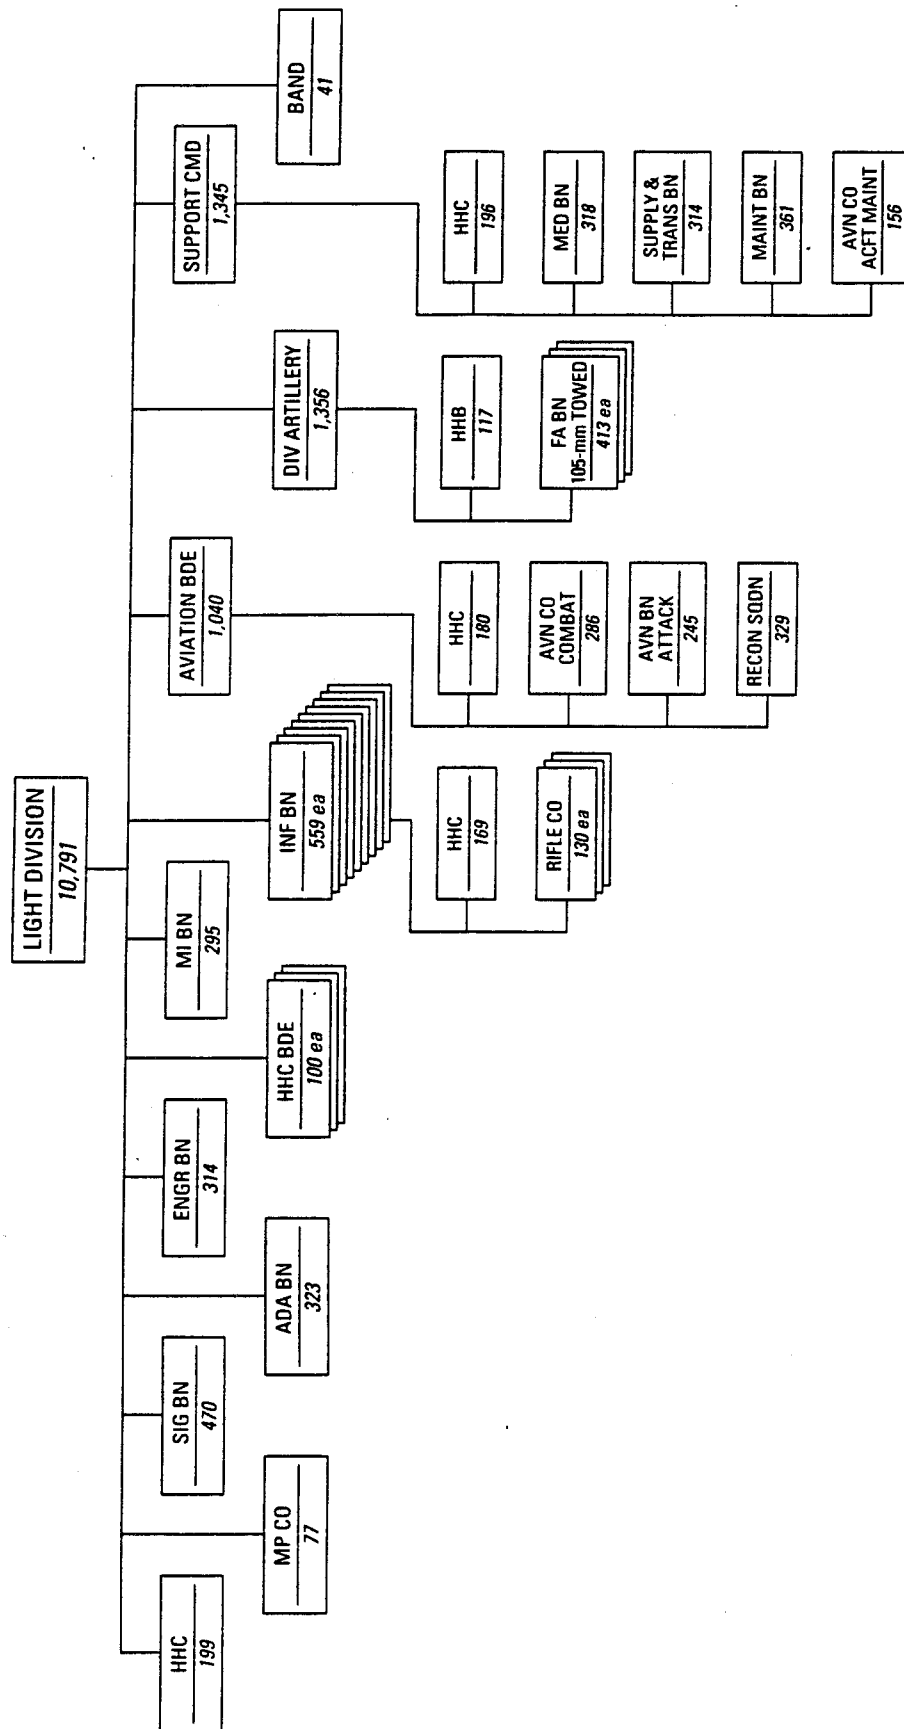 LIGHT DIVISION
10,791
HHC
199
MP CO
77
SIG BN
470
ADA BN
323
ENGR BN
314
HHC BDE
100 ea
MI BN
295
INF BN
559 ea
HHC
169
RIFLE CO
130 ea
AVIATION BDE
1,040
HHC
180
AVN CO
COMBAT
286
AVN BN
ATTACK
245
RECON SQDN
329
DIV ARTILLERY
1,356
HHB
117
FA BN
105-mm TOWED
413 ea
SUPPORT CMD
1,345
HHC
196
MED BN
318
SUPPLY &
TRANS BN
314
MAINT BN
361
AVN CO
ACFT MAINT
156
BAND
41